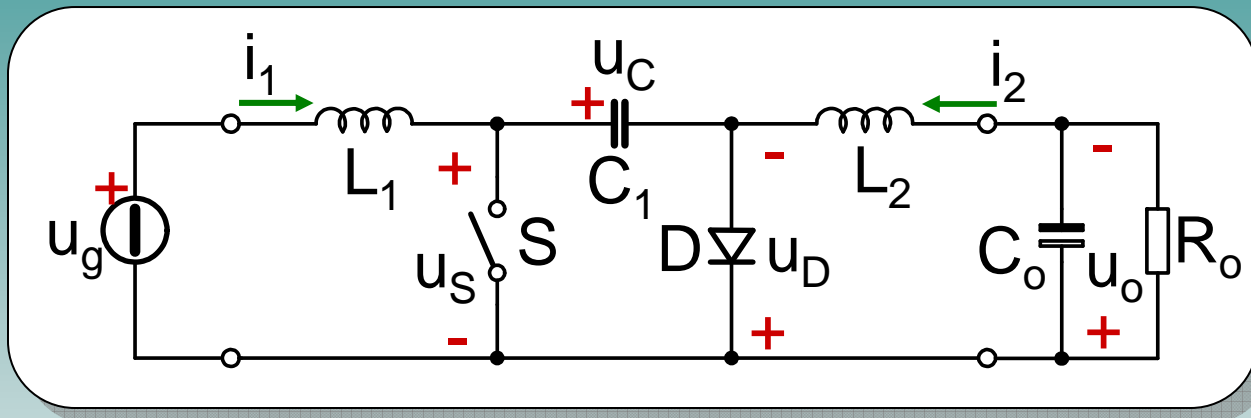 i1
uC
i2
+
+
+
-
-
L1
C1
L2
ug
uS
S
D
uD
Co
uo
Ro
-
+
+